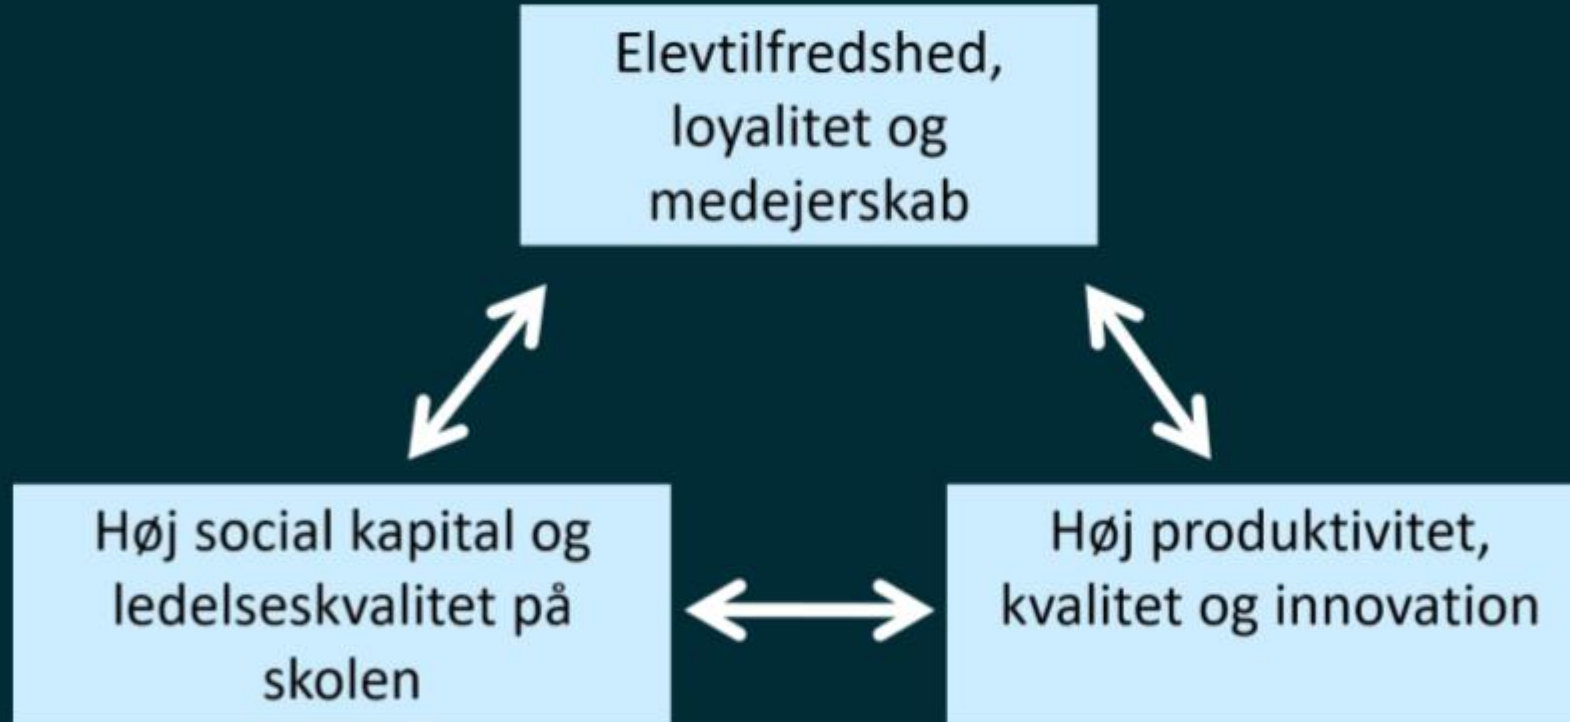 Elevtilfredshed,
loyalitet og
medejerskab
Høj social kapital og
ledelseskvalitet på
skolen
Høj produktivitet,
kvalitet og innovation